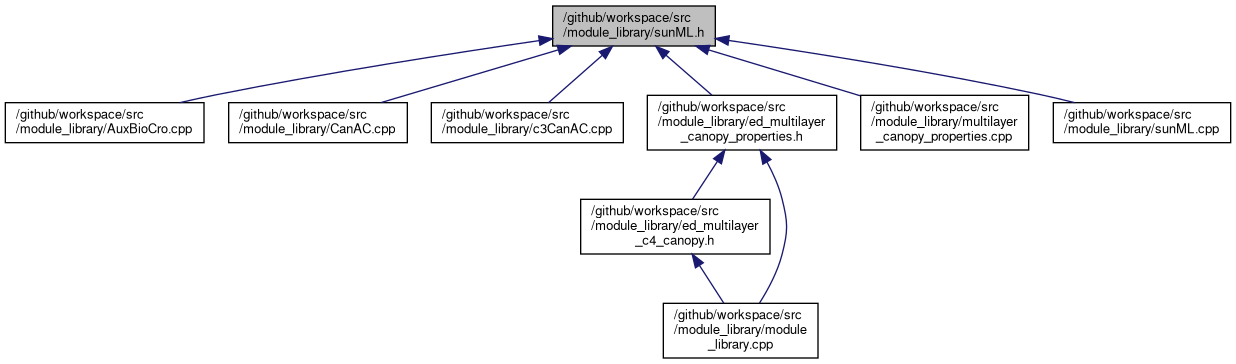 /github/workspace/src
/module_library/sunML.h
/github/workspace/src
/module_library/AuxBioCro.cpp
/github/workspace/src
/module_library/CanAC.cpp
/github/workspace/src
/module_library/c3CanAC.cpp
/github/workspace/src
/module_library/ed_multilayer
_canopy_properties.h
/github/workspace/src
/module_library/multilayer
_canopy_properties.cpp
/github/workspace/src
/module_library/sunML.cpp
/github/workspace/src
/module_library/ed_multilayer
_c4_canopy.h
/github/workspace/src
/module_library/module
_library.cpp